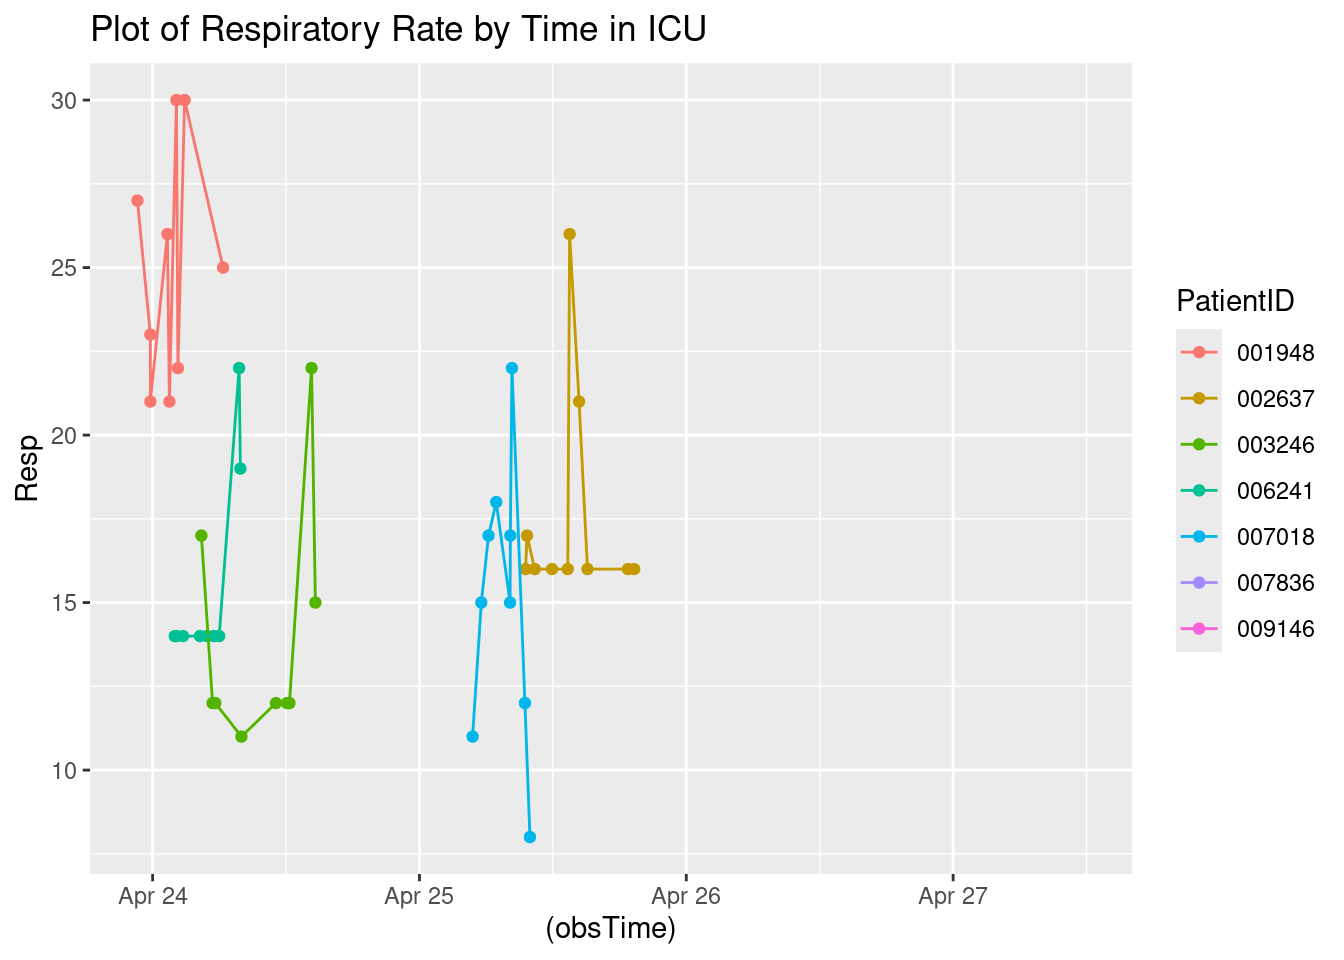 Plot of Respiratory Rate by Time in ICU
30
25
20
15
10
Resp
Apr 24
Apr 25
Apr 26
Apr 27
(obsTime)
PatientID
001948
002637
003246
006241
007018
007836
009146